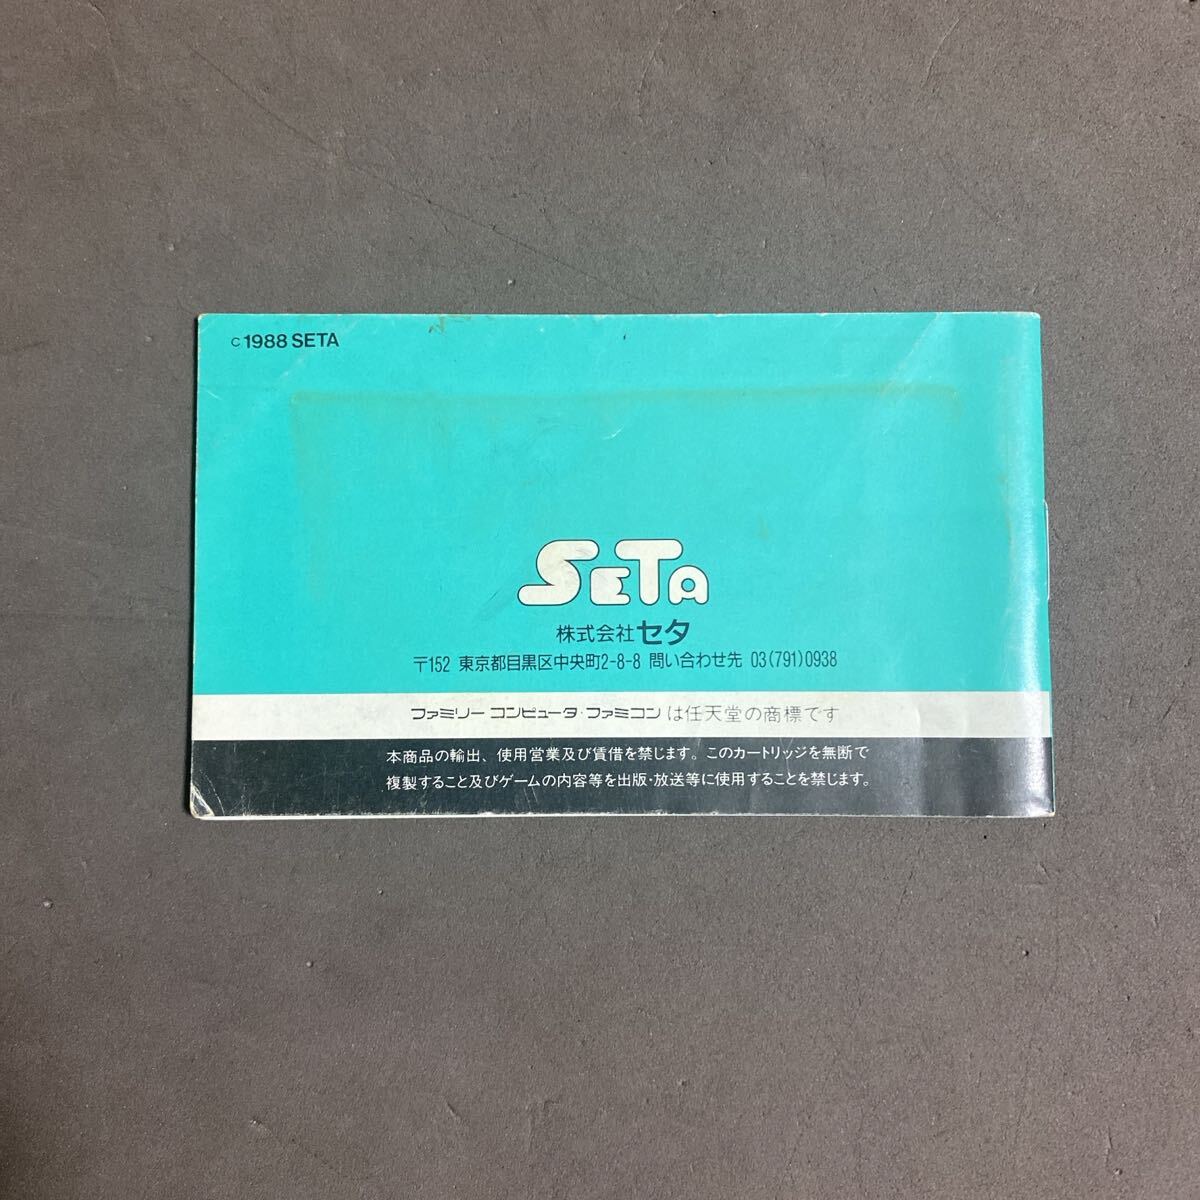 c 1988 SETA
SETA
株式会社 セタ
〒152 東京都目黒区中央町2-8-8 問い合わせ先 03(791)0938
ファミリー コンピュータ・ファミコン は任天堂の商標です
本商品の輸出、使用営業及び賃借を禁じます。このカートリッジを無断で
複製すること及びゲームの内容等を出版・放送等に使用することを禁じます。